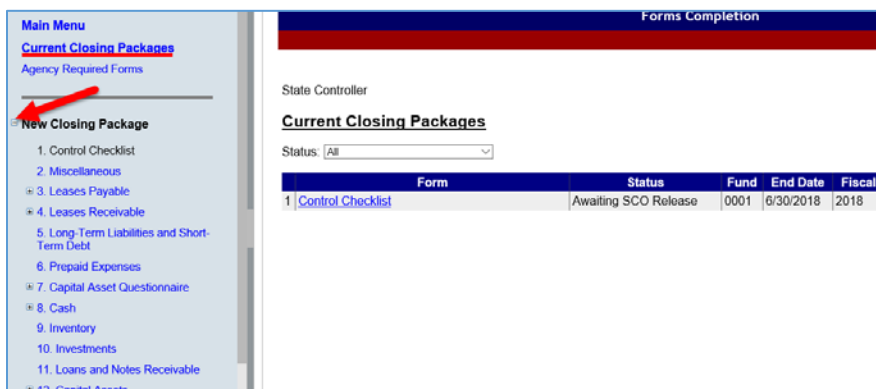 Main Menu
Current Closing Packages
Agency Required Forms
New Closing Package
1. Control Checklist
2. Miscellaneous
3. Leases Payable
4. Leases Receivable
5. Long-Term Liabilities and Short-
Term Debt
6. Prepaid Expenses
7. Capital Asset Questionnaire
8. Cash
9. Inventory
10. Investments
11. Loans and Notes Receivable
12. Capital Assets
Forms Completion
State Controller
Current Closing Packages
Status: All
Form Status Fund End Date Fiscal
1 Control Checklist Awaiting SCO Release 0001 6/30/2018 2018